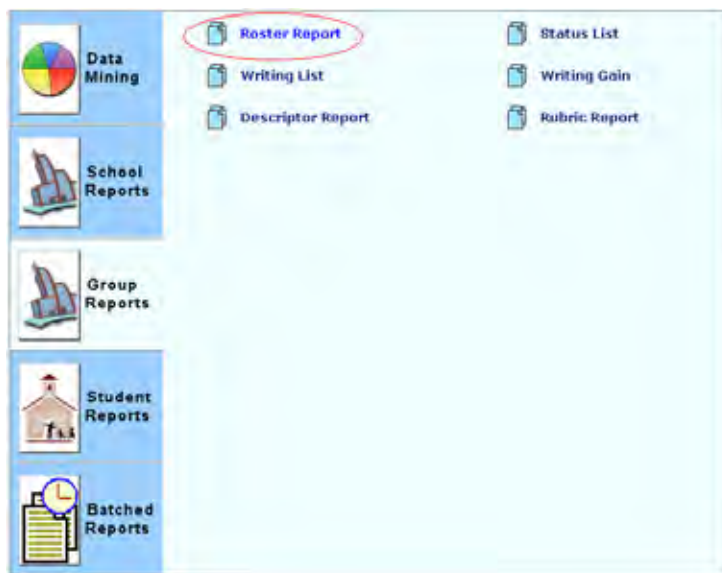 Data
Mining
School
Reports
Group
Reports
Student
Reports
Batched
Reports
Roster Report
Status List
Writing List
Writing Gain
Descriptor Report
Rubric Report